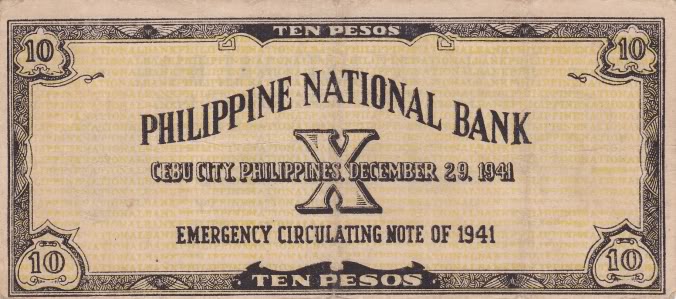 TEN PESOS
10 10
PHILIPPINE NATIONAL BANK
X
CEBU CITY, PHILIPPINES, DECEMBER 29, 1941
EMERGENCY CIRCULATING NOTE OF 1941
10 10
TEN PESOS